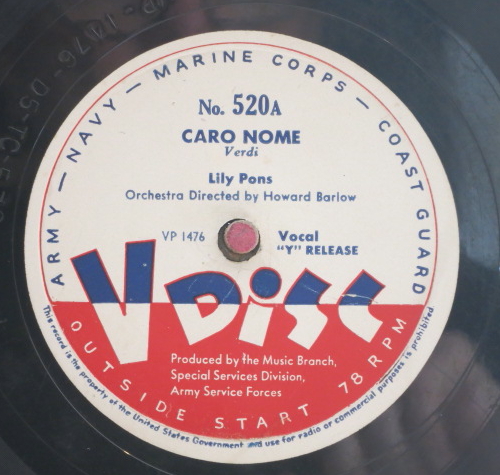 ARMY — NAVY — MARINE CORPS — COAST GUARD
No. 520A
CARO NOME
Verdi
Lily Pons
Orchestra Directed by Howard Barlow
VP 1476
Vocal
"Y" RELEASE
V DISC
Produced by the Music Branch,
Special Services Division,
Army Service Forces
OUTSIDE START 78 RPM
This record is the property of the United States Government and use for radio or commercial purposes is prohibited